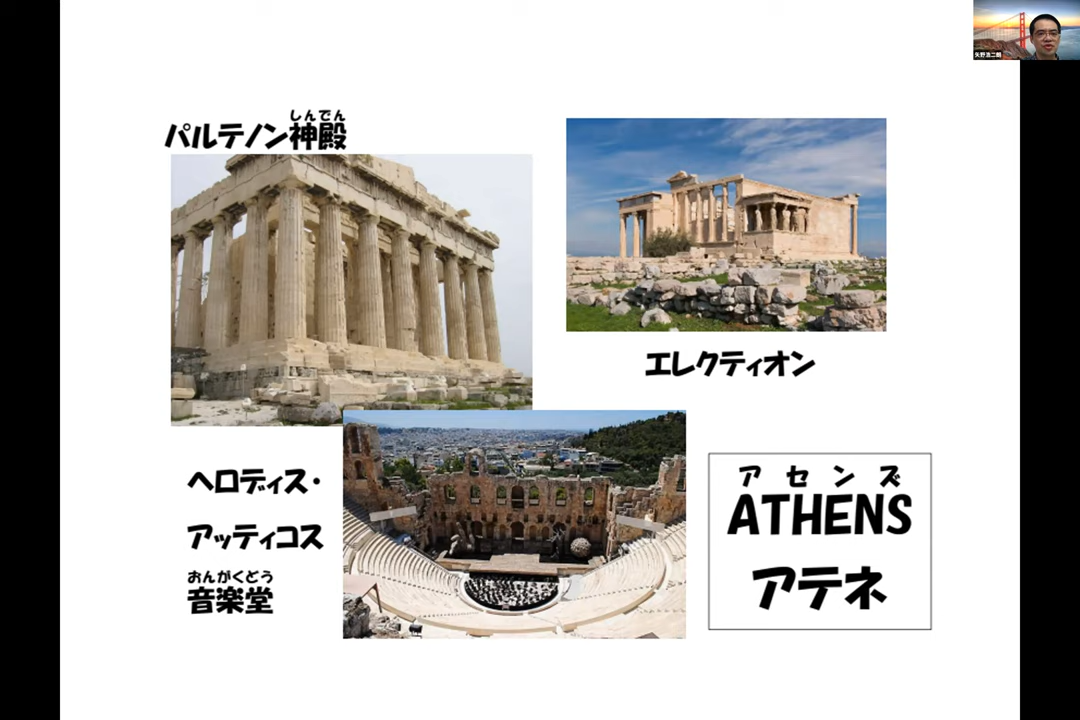 しんでん
パルテノン神殿
エレクティオン
ヘロディス・
アッティコス
おんがくどう
音楽堂
アセンズ
ATHENS
アテネ